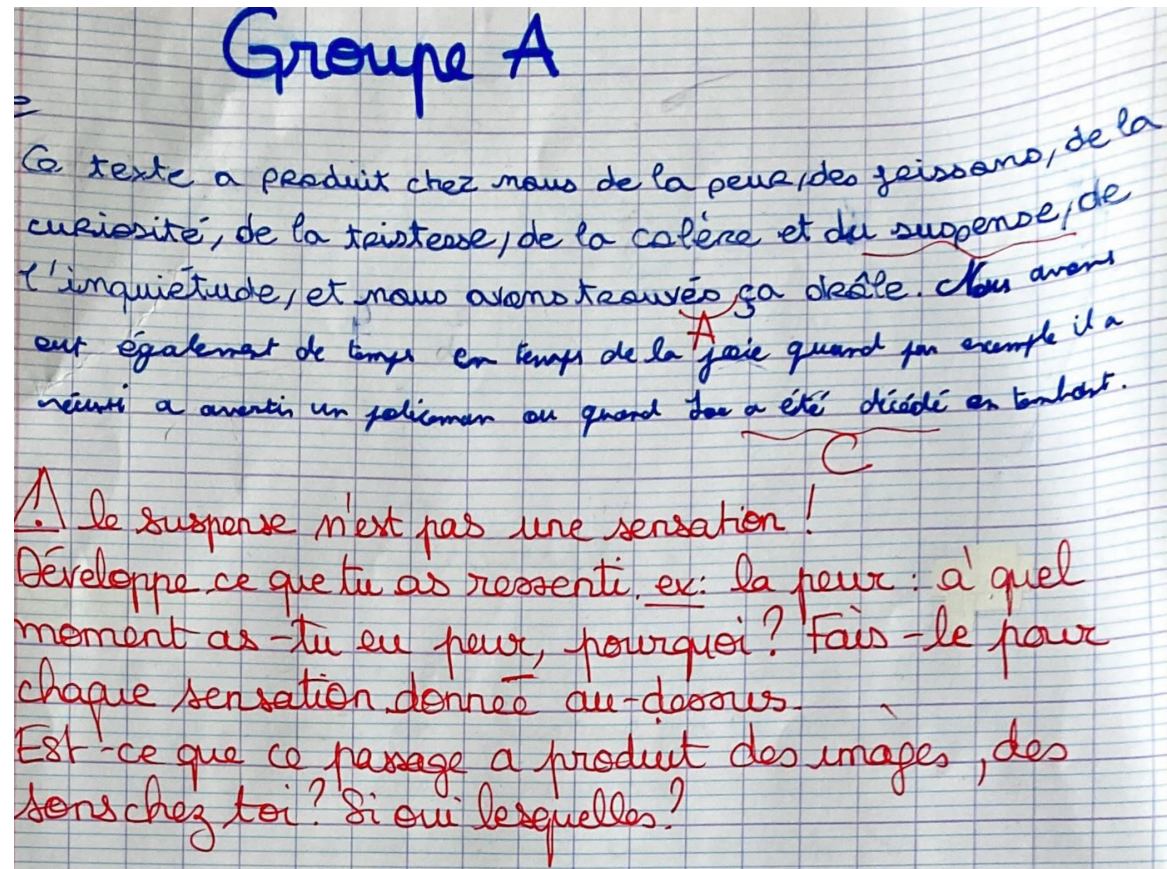 Groupe A
Ce texte a produit chez nous de la peur, des frissons, de la
curiosité, de la tristesse, de la colére et du suspense, de
l'inquiétude, et nous avons trouvés ça drôle. Nous avons
eut également de temps en temps de la joie quand par exemple il a
réussi a avertir un policeman ou quand Joe a été décédé en tombant.
A
C
⚠ le suspense n'est pas une sensation !
Développe ce que tu as ressenti. ex: la peur : à quel
moment as-tu eu peur, pourquoi ? Fais-le pour
chaque sensation donnée au-dessus.
Est-ce que ce passage a produit des images, des
sons chez toi ? Si oui lesquelles ?